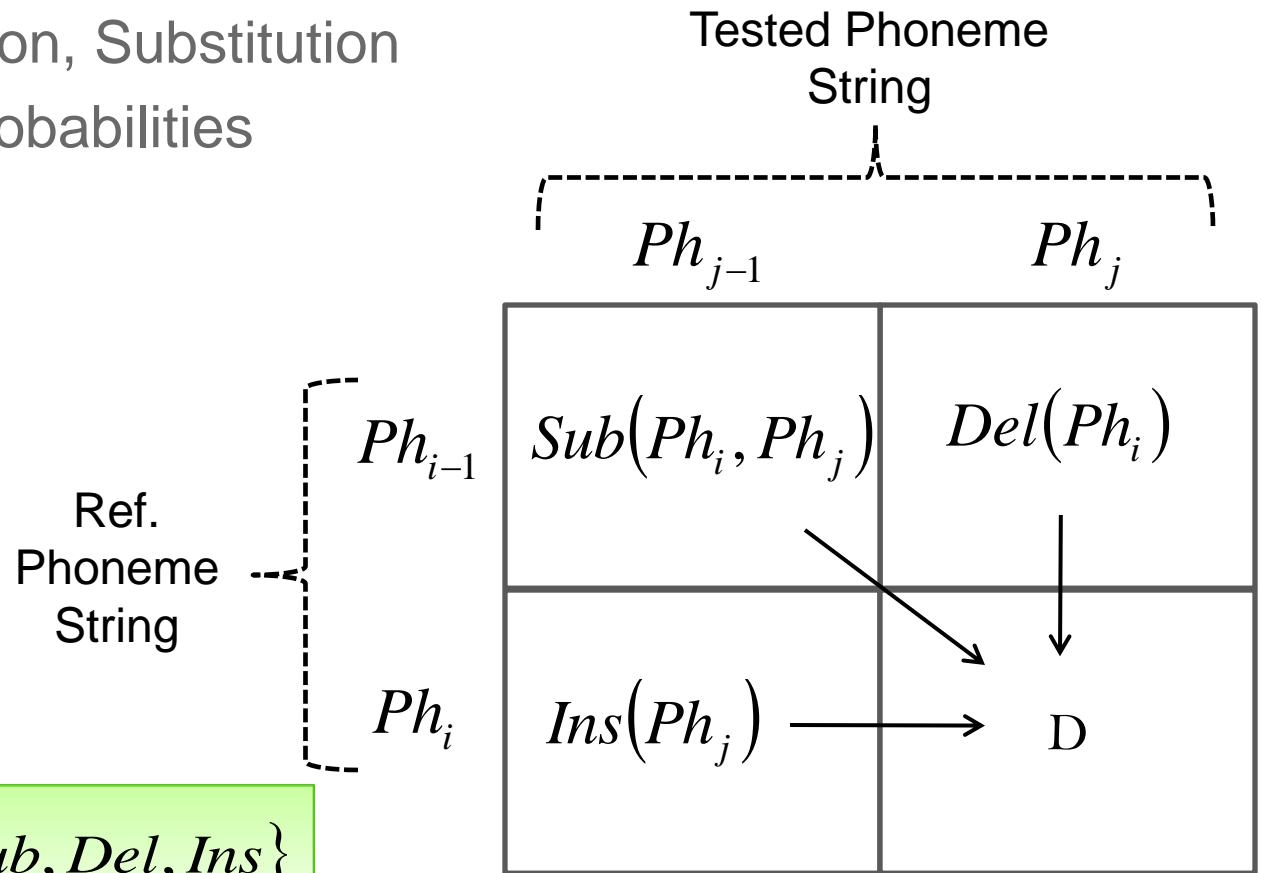 on, Substitution
obabilities
Tested Phoneme
String
Ph_{j-1} Ph_j
Ph_{i-1} Sub(Ph_i, Ph_j) Del(Ph_i)
Ref.
Phoneme
String
Ph_i Ins(Ph_j) D
ub, Del, Ins}